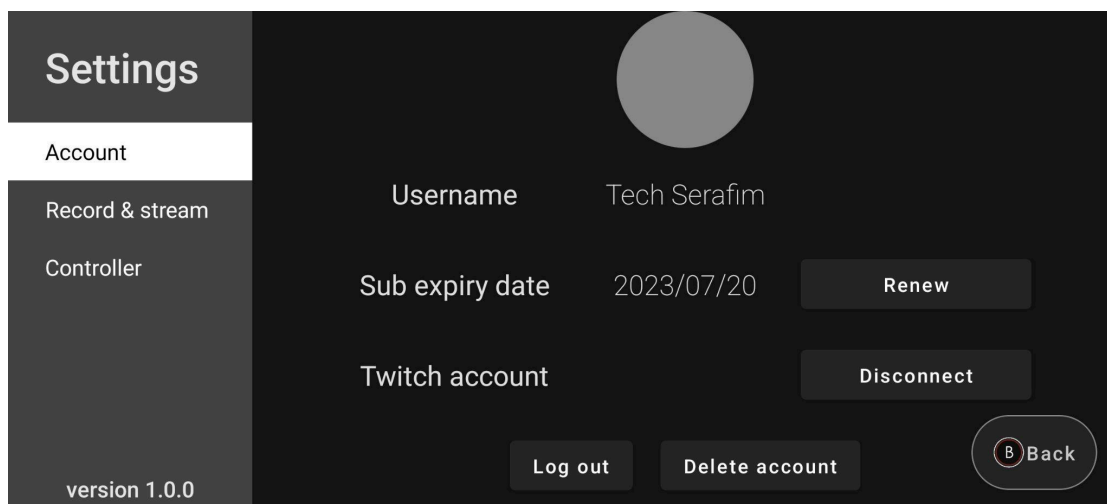 Settings
Account
Record & stream
Controller
version 1.0.0
Username Tech Serafim
Sub expiry date 2023/07/20 Renew
Twitch account Disconnect
Log out Delete account
B Back